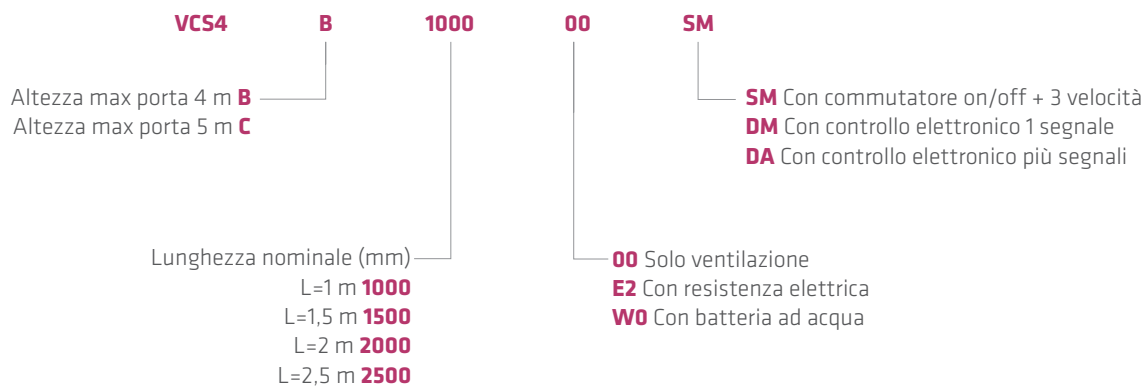 VCS4 B 1000 00 SM
Altezza max porta 4 m B
Altezza max porta 5 m C
SM Con commutatore on/off + 3 velocità
DM Con controllo elettronico 1 segnale
DA Con controllo elettronico più segnali
Lunghezza nominale (mm)
L=1 m 1000
L=1,5 m 1500
L=2 m 2000
L=2,5 m 2500
00 Solo ventilazione
E2 Con resistenza elettrica
W0 Con batteria ad acqua